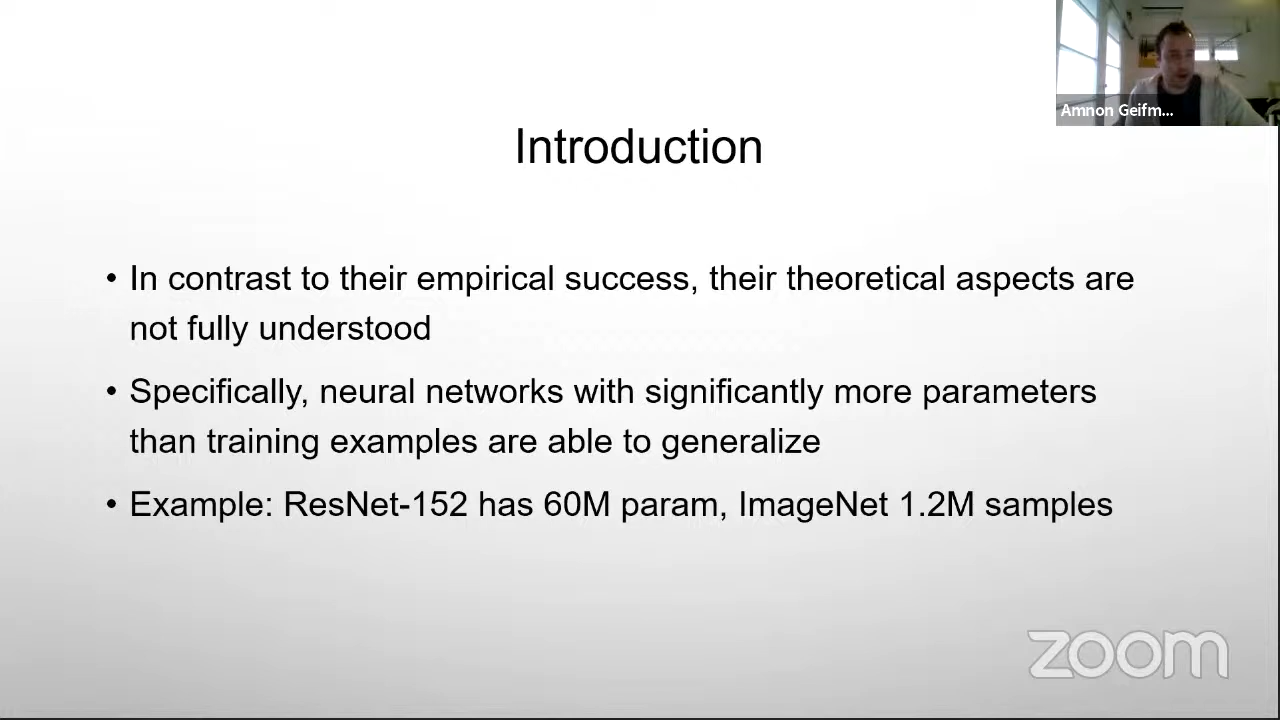 Amnon Geifm...
Introduction
• In contrast to their empirical success, their theoretical aspects are
not fully understood
• Specifically, neural networks with significantly more parameters
than training examples are able to generalize
• Example: ResNet-152 has 60M param, ImageNet 1.2M samples
zoom